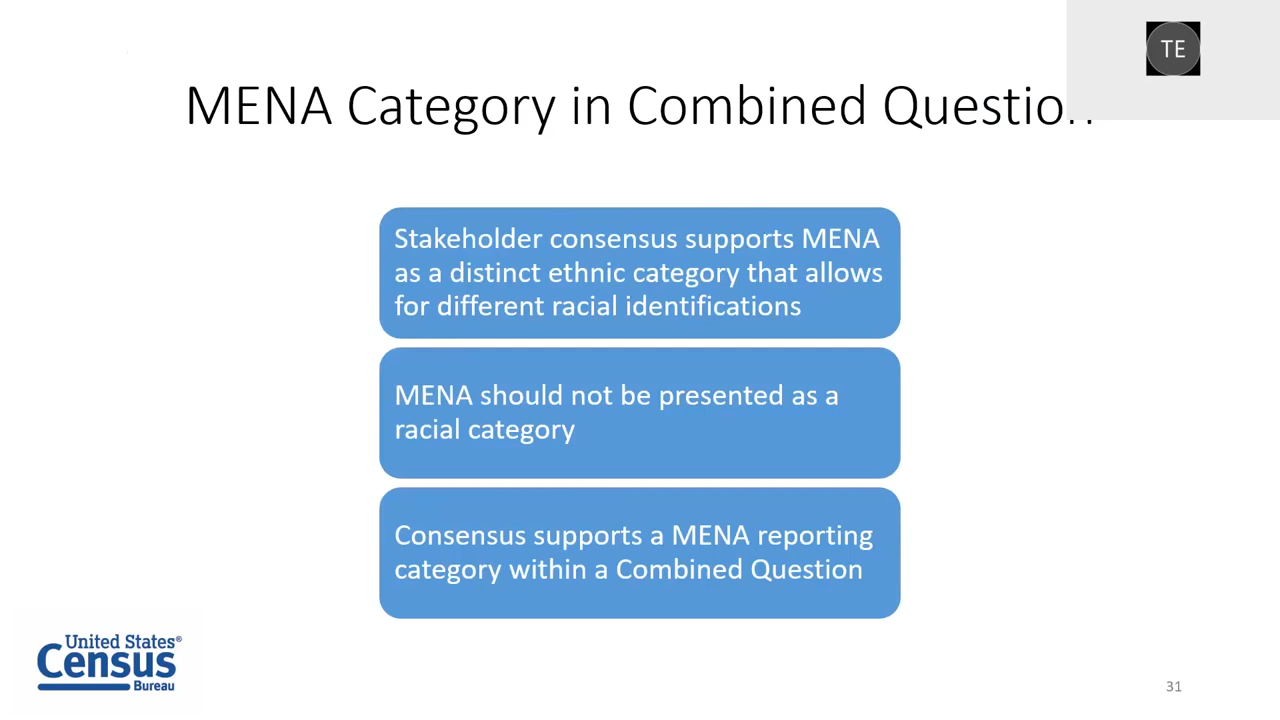 TE
MENA Category in Combined Question
Stakeholder consensus supports MENA
as a distinct ethnic category that allows
for different racial identifications
MENA should not be presented as a
racial category
Consensus supports a MENA reporting
category within a Combined Question
United States®
Census
Bureau
31